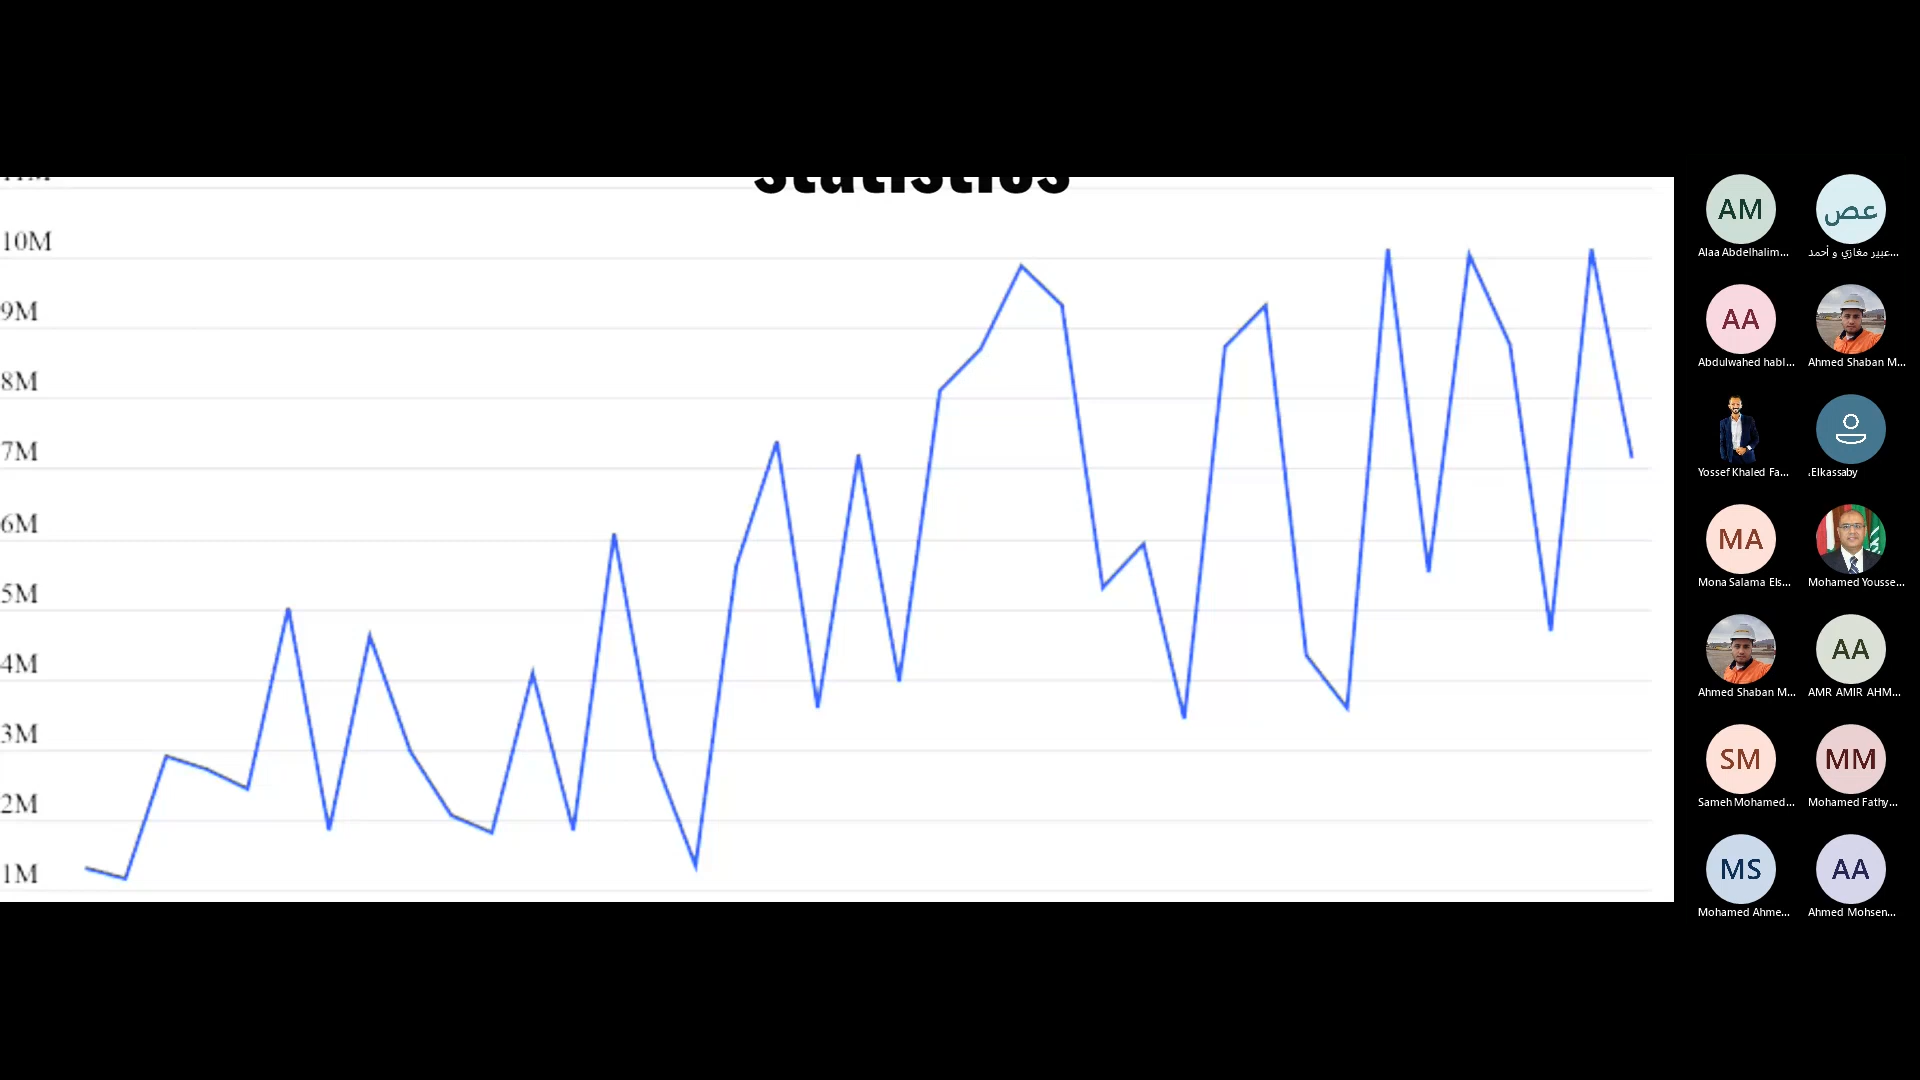 statistics
11M
10M
9M
8M
7M
6M
5M
4M
3M
2M
1M
AM
عص
Alaa Abdelhalim...
عبير مغازي و أحمد...
AA
Abdulwahed habl...
Ahmed Shaban M...
Yossef Khaled Fa...
Elkassaby،
MA
Mona Salama Els...
Mohamed Yousse...
AA
Ahmed Shaban M...
AMR AMIR AHM...
SM
MM
Sameh Mohamed...
Mohamed Fathy...
MS
AA
Mohamed Ahme...
Ahmed Mohsen...